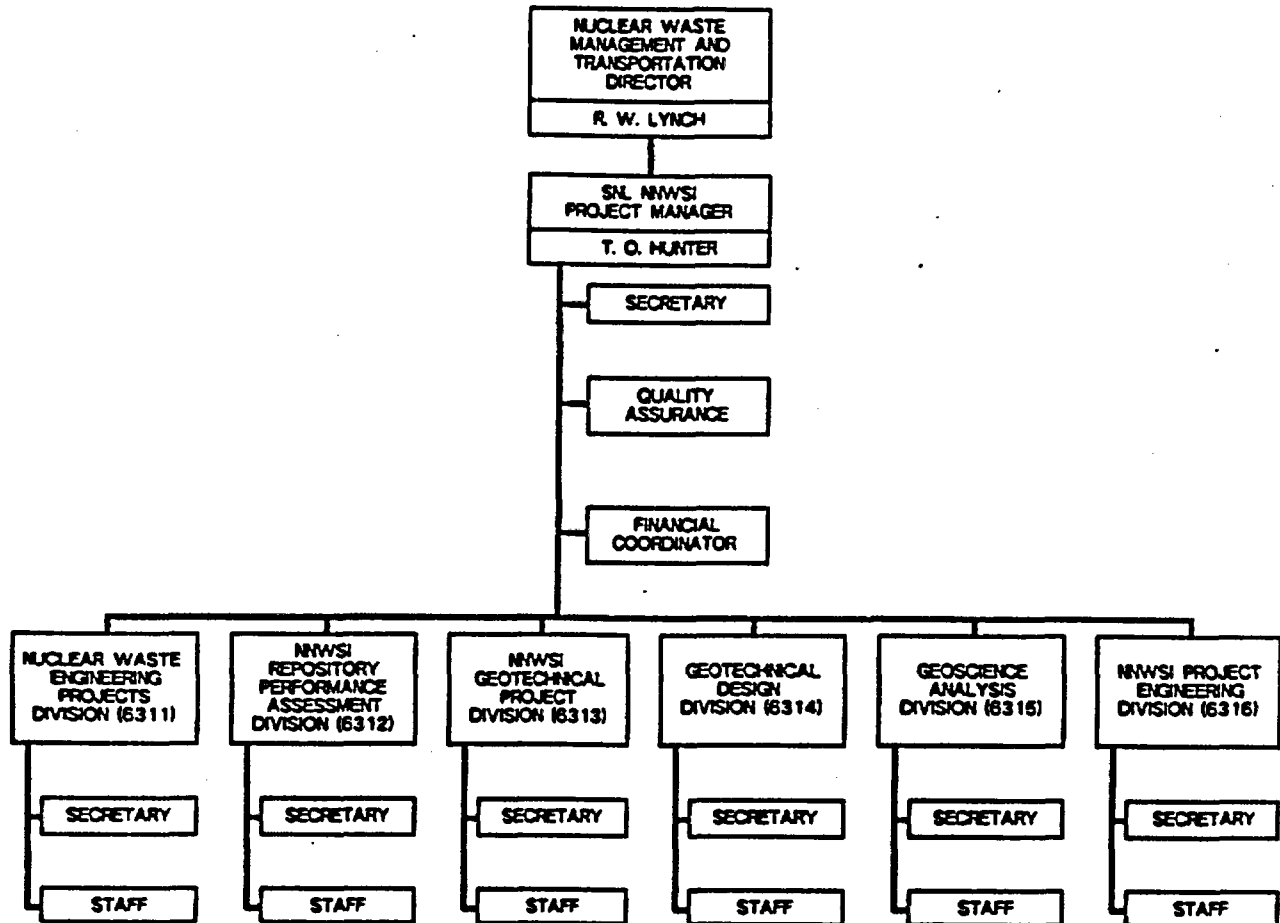 NUCLEAR WASTE
MANAGEMENT AND
TRANSPORTATION
DIRECTOR
R. W. LYNCH
SNL NNWSI
PROJECT MANAGER
T. O. HUNTER
SECRETARY
QUALITY
ASSURANCE
FINANCIAL
COORDINATOR
NUCLEAR WASTE
ENGINEERING
PROJECTS
DIVISION (6311)
NNWSI
REPOSITORY
PERFORMANCE
ASSESSMENT
DIVISION (6312)
NNWSI
GEOTECHNICAL
PROJECT
DIVISION (6313)
GEOTECHNICAL
DESIGN
DIVISION (6314)
GEOSCIENCE
ANALYSIS
DIVISION (6315)
NNWSI PROJECT
ENGINEERING
DIVISION (6316)
SECRETARY
SECRETARY
SECRETARY
SECRETARY
SECRETARY
SECRETARY
STAFF
STAFF
STAFF
STAFF
STAFF
STAFF